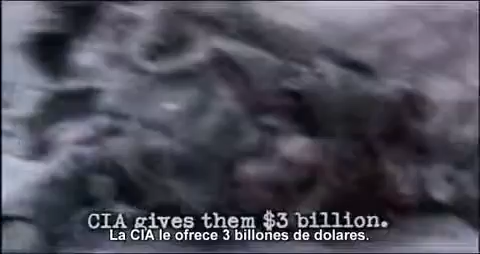 CIA gives them $3 billion.
La CIA le ofrece 3 billones de dolares.